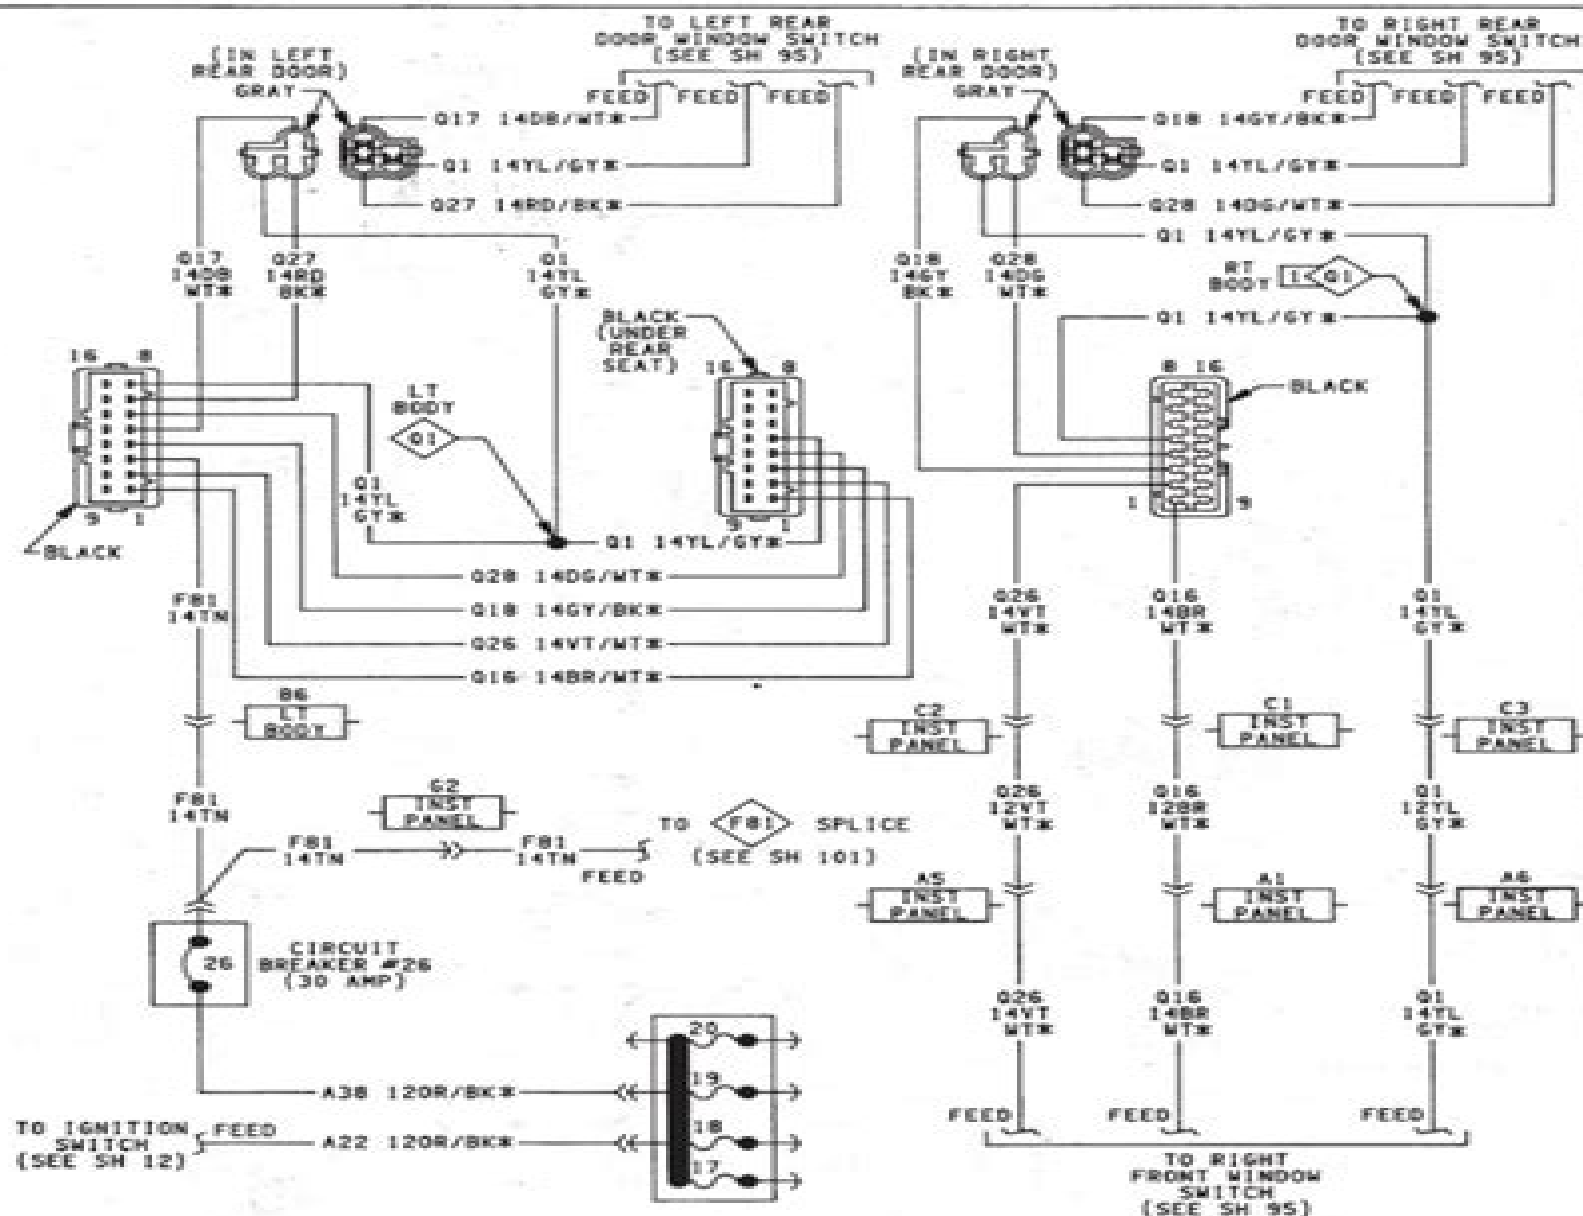 TO LEFT REAR
DOOR WINDOW SWITCH
(SEE SH 95)
TO RIGHT REAR
DOOR WINDOW SWITCH
(SEE SH 95)
(IN LEFT
REAR DOOR)
GRAY
(IN RIGHT
REAR DOOR)
GRAY
FEED FEED FEED
FEED FEED FEED
Q17 14DB/WT*
Q1 14YL/GY*
Q27 14RD/BK*
Q18 14GY/BK*
Q1 14YL/GY*
Q28 14DG/WT*
Q1 14YL/GY*
Q17
14DB
WT*
Q27
14RD
BK*
Q1
14YL
GY*
Q18
14GY
BK*
Q28
14DG
WT*
RT
BODY
1
Q1
Q1 14YL/GY*
BLACK
(UNDER
REAR
SEAT)
16 8
9 1
BLACK
LT
BODY
Q1
16 8
9 1
8 16
1 9
BLACK
Q1
14YL
GY*
Q1 14YL/GY*
Q28 14DG/WT*
Q18 14GY/BK*
Q26 14VT/WT*
Q16 14BR/WT*
F81
14TN
Q26
14VT
WT*
Q16
14BR
WT*
Q1
14YL
GY*
B6
LT
BODY
C2
INST
PANEL
C1
INST
PANEL
C3
INST
PANEL
F81
14TN
G2
INST
PANEL
F81
14TN
F81
14TN
FEED
TO F81 SPLICE
(SEE SH 101)
Q26
12VT
WT*
Q16
12BR
WT*
Q1
12YL
GY*
A5
INST
PANEL
A1
INST
PANEL
A6
INST
PANEL
26
CIRCUIT
BREAKER #26
(30 AMP)
Q26
14VT
WT*
Q16
14BR
WT*
Q1
14YL
GY*
20
19
18
17
A38 12OR/BK*
A22 12OR/BK*
TO IGNITION
SWITCH
(SEE SH 12)
FEED
FEED FEED FEED
TO RIGHT
FRONT WINDOW
SWITCH
(SEE SH 95)